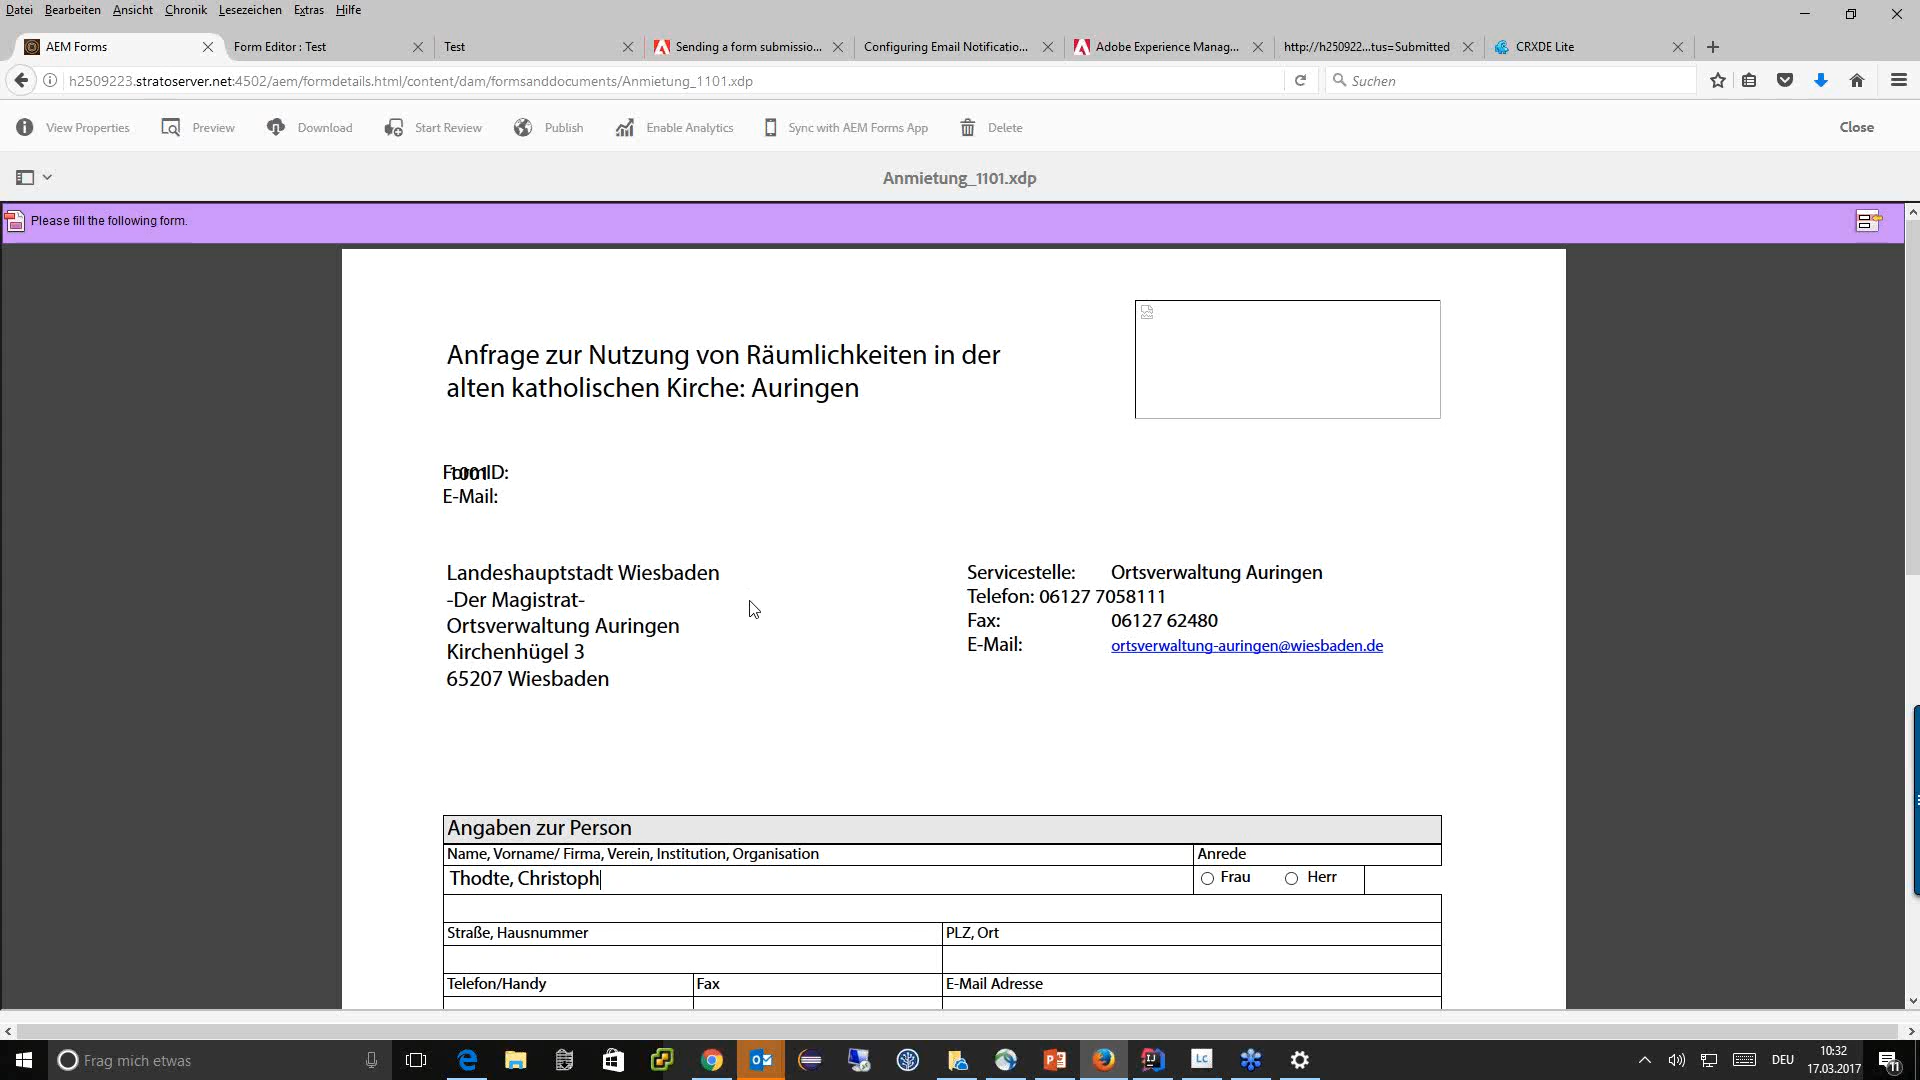 Datei Bearbeiten Ansicht Chronik Lesezeichen Extras Hilfe
AEM Forms
Form Editor : Test
Test
Sending a form submissio...
Configuring Email Notificatio...
Adobe Experience Manag...
http://h250922...tus=Submitted
CRXDE Lite
h2509223.stratoserver.net:4502/aem/formdetails.html/content/dam/formsanddocuments/Anmietung_1101.xdp
Suchen
View Properties Preview Download Start Review Publish Enable Analytics Sync with AEM Forms App Delete Close
Anmietung_1101.xdp
Please fill the following form.
Anfrage zur Nutzung von Räumlichkeiten in der
alten katholischen Kirche: Auringen
FormID:
1001
E-Mail:
Landeshauptstadt Wiesbaden
-Der Magistrat-
Ortsverwaltung Auringen
Kirchenhügel 3
65207 Wiesbaden
Servicestelle: Ortsverwaltung Auringen
Telefon: 06127 7058111
Fax: 06127 62480
E-Mail: ortsverwaltung-auringen@wiesbaden.de
Angaben zur Person
Name, Vorname/ Firma, Verein, Institution, Organisation
Anrede
Thodte, Christoph
Frau Herr
Straße, Hausnummer
PLZ, Ort
Telefon/Handy
Fax
E-Mail Adresse
Frag mich etwas
DEU
10:32
17.03.2017
11